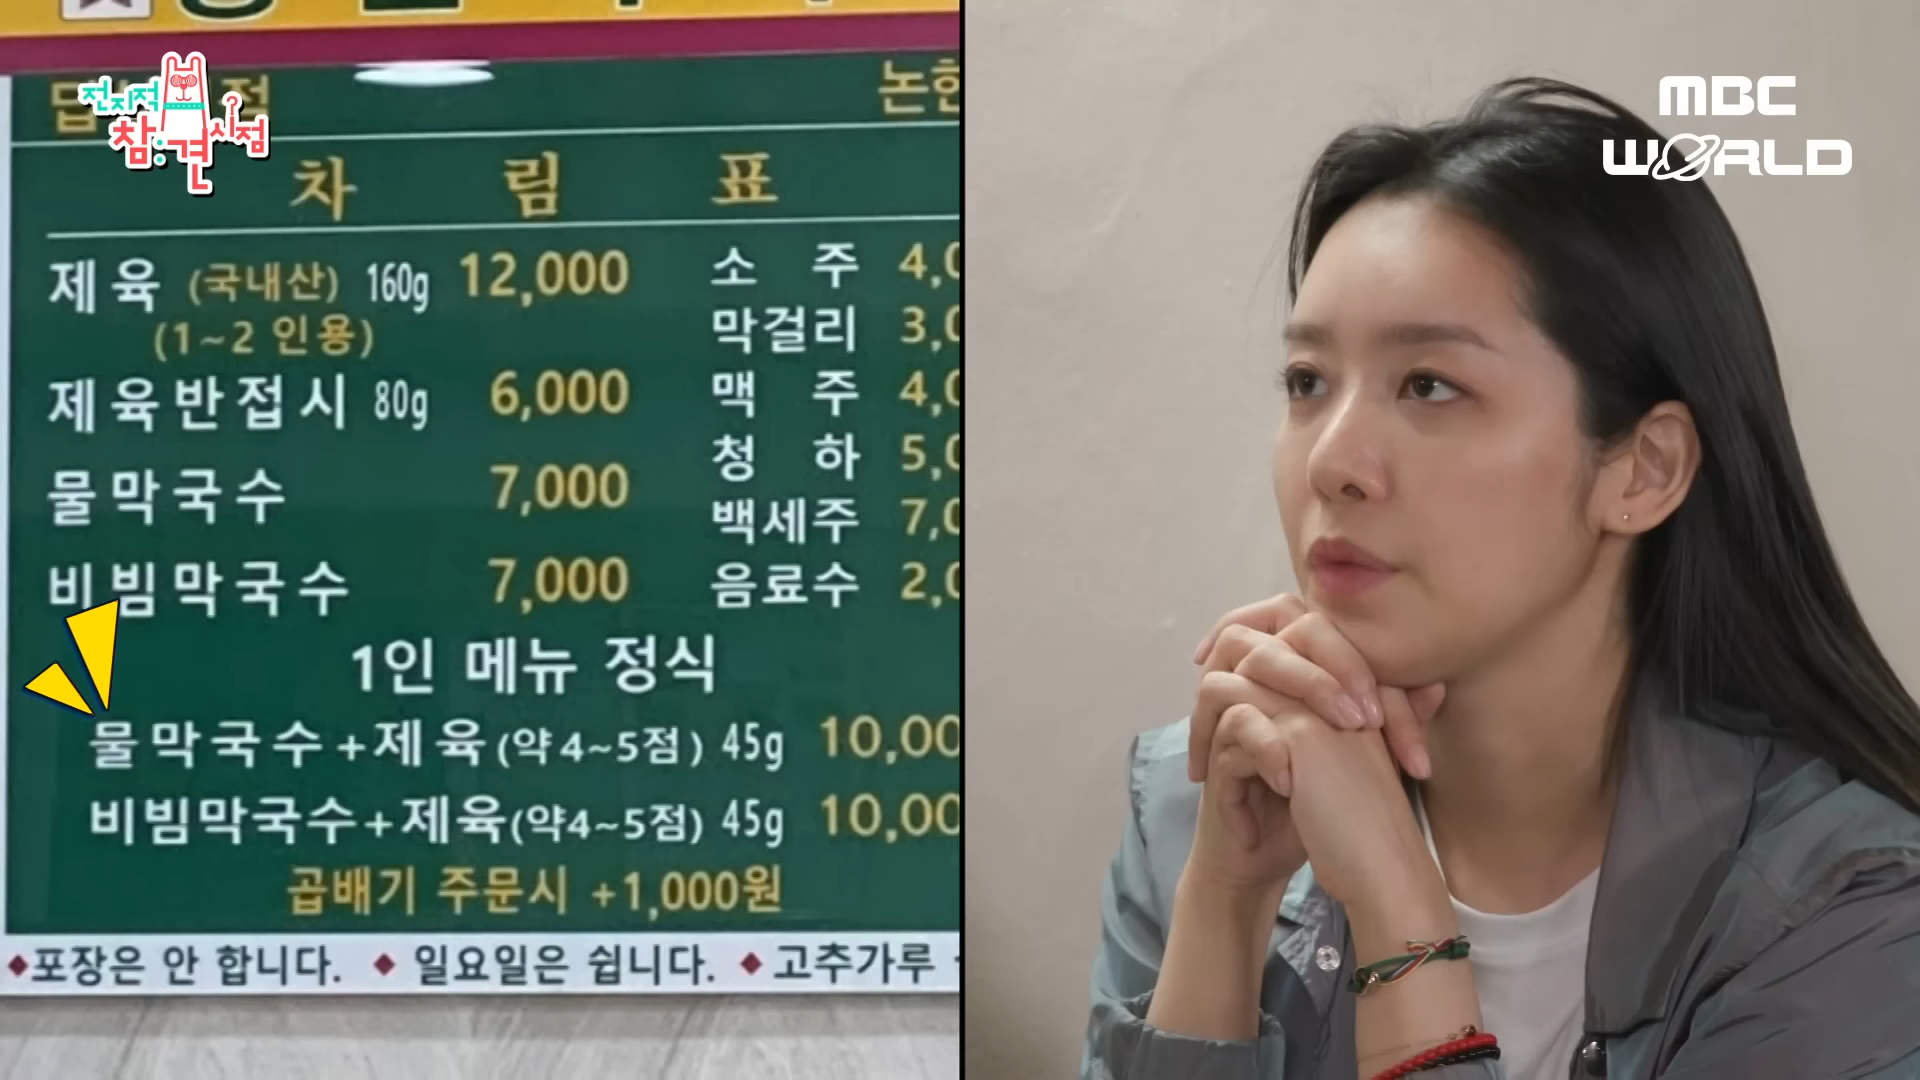 전지적
참견
시점
MBC
WORLD
점
차 림 표
제육 (국내산) 160g 12,000
(1~2 인용)
제육반접시 80g 6,000
물막국수 7,000
비빔막국수 7,000
소 주
막걸리
맥 주
청 하
백세주
음료수
1인 메뉴 정식
물막국수+제육(약4~5점) 45g
비빔막국수+제육(약4~5점) 45g
곱배기 주문시 +1,000원
◆포장은 안 합니다. ◆ 일요일은 쉽니다. ◆고추가루